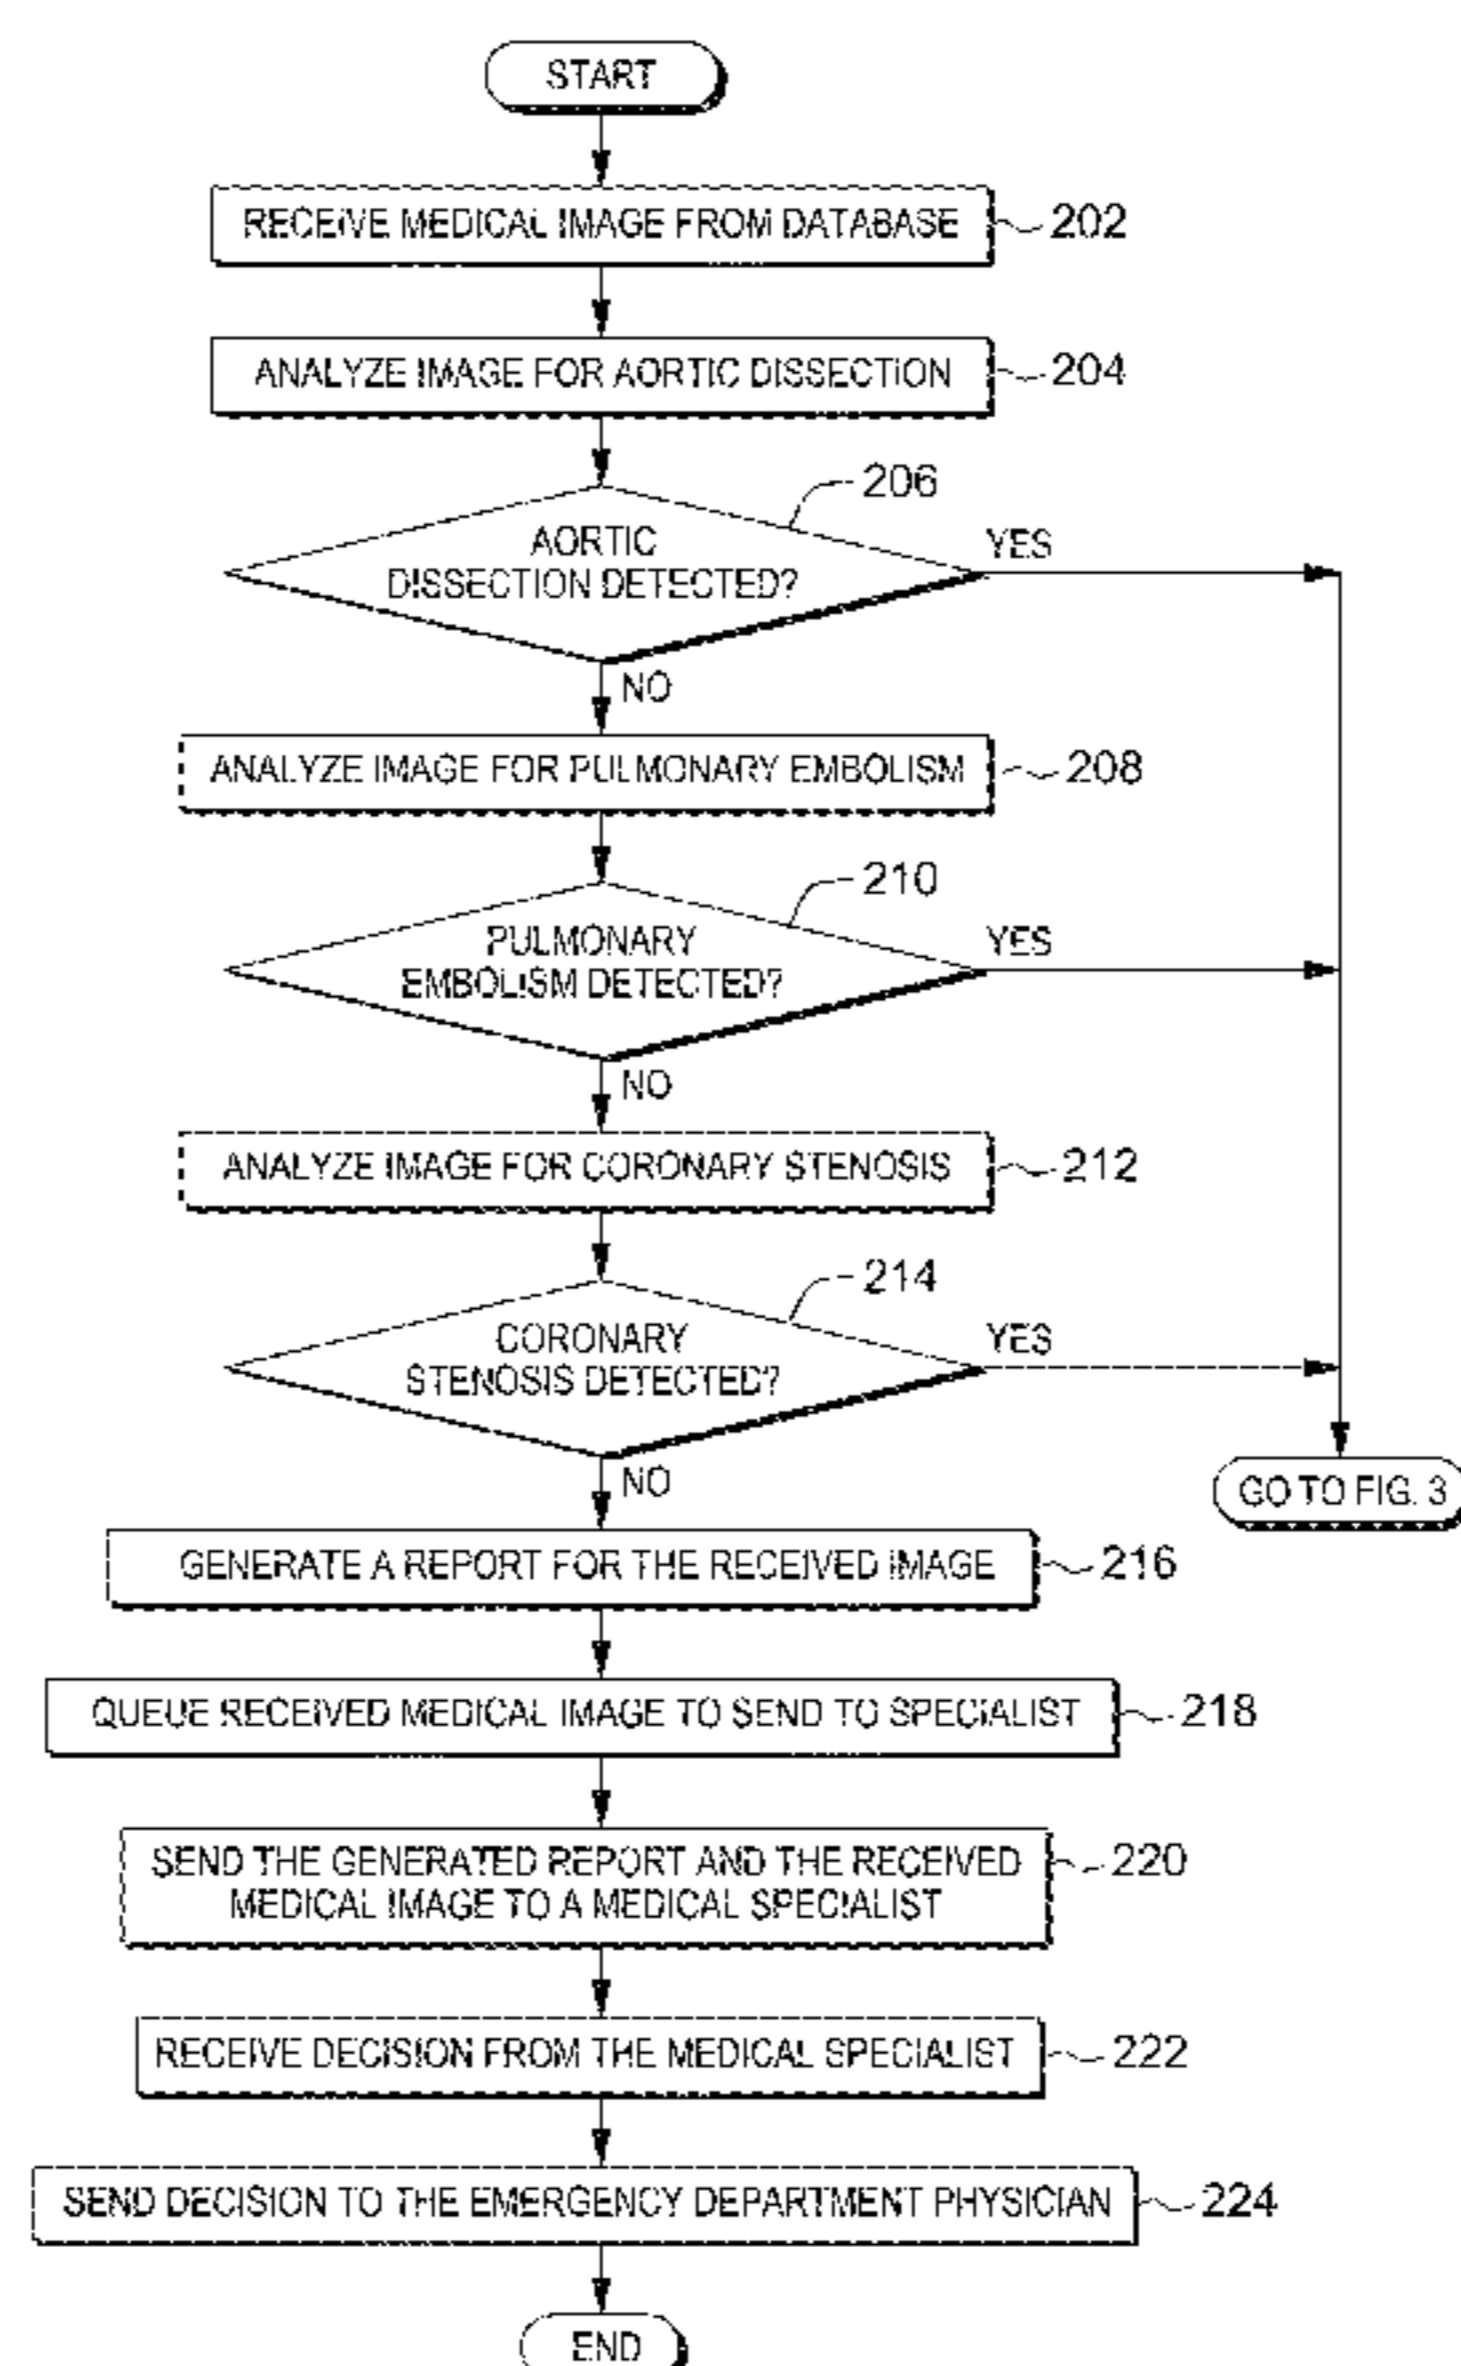 START
RECEIVE MEDICAL IMAGE FROM DATABASE
202
ANALYZE IMAGE FOR AORTIC DISSECTION
204
206
AORTIC
DISSECTION DETECTED?
YES
NO
ANALYZE IMAGE FOR PULMONARY EMBOLISM
208
210
PULMONARY
EMBOLISM DETECTED?
YES
NO
ANALYZE IMAGE FOR CORONARY STENOSIS
212
214
CORONARY
STENOSIS DETECTED?
YES
NO
GO TO FIG. 3
GENERATE A REPORT FOR THE RECEIVED IMAGE
216
QUEUE RECEIVED MEDICAL IMAGE TO SEND TO SPECIALIST
218
SEND THE GENERATED REPORT AND THE RECEIVED
MEDICAL IMAGE TO A MEDICAL SPECIALIST
220
RECEIVE DECISION FROM THE MEDICAL SPECIALIST
222
SEND DECISION TO THE EMERGENCY DEPARTMENT PHYSICIAN
224
END